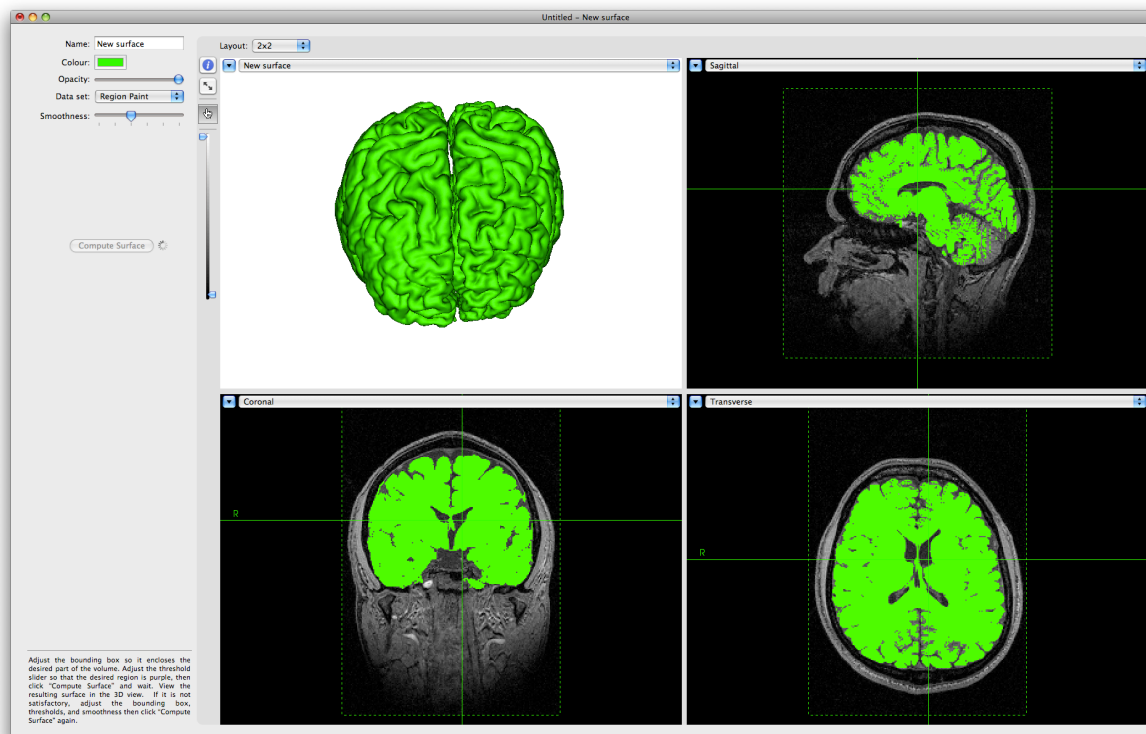 Untitled – New surface
Name: New surface
Colour:
Opacity:
Data set: Region Paint
Smoothness:
Compute Surface
Layout: 2x2
New surface
Sagittal
Coronal
Transverse
R
R
Adjust the bounding box so it encloses the
desired part of the volume. Adjust the threshold
slider so that the desired region is purple, then
click "Compute Surface" and wait. View the
resulting surface in the 3D view. If it is not
satisfactory, adjust the bounding box,
thresholds, and smoothness then click "Compute
Surface" again.